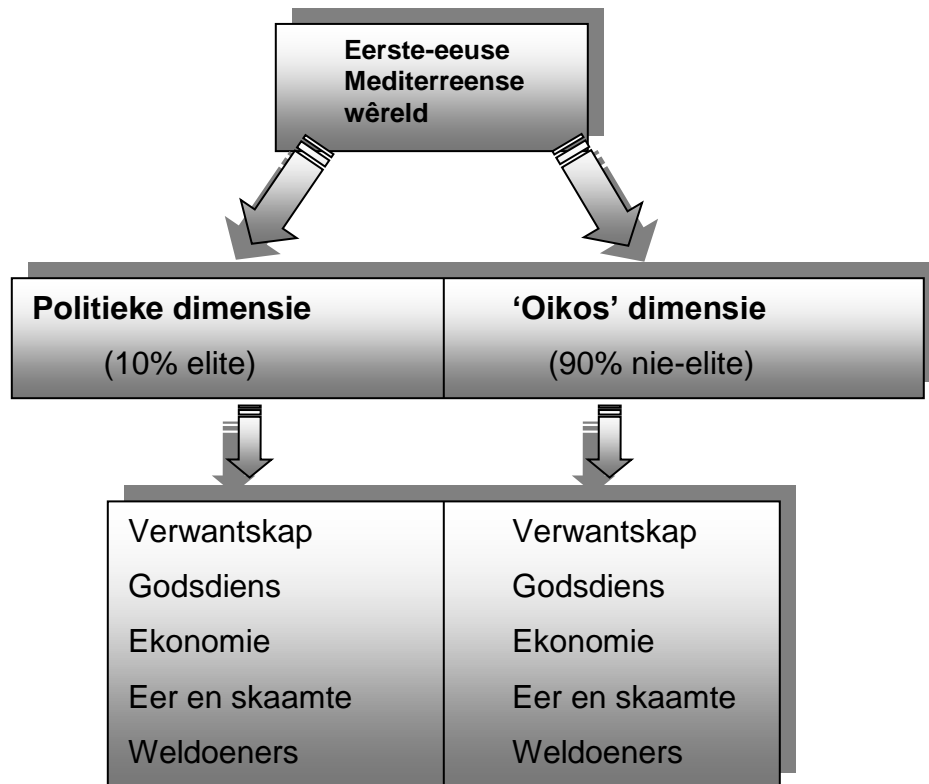 Eerste-eeuse
Mediterreense
wêreld
Politieke dimensie
(10% elite)
‘Oikos’ dimensie
(90% nie-elite)
Verwantskap
Godsdiens
Ekonomie
Eer en skaamte
Weldoeners
Verwantskap
Godsdiens
Ekonomie
Eer en skaamte
Weldoeners